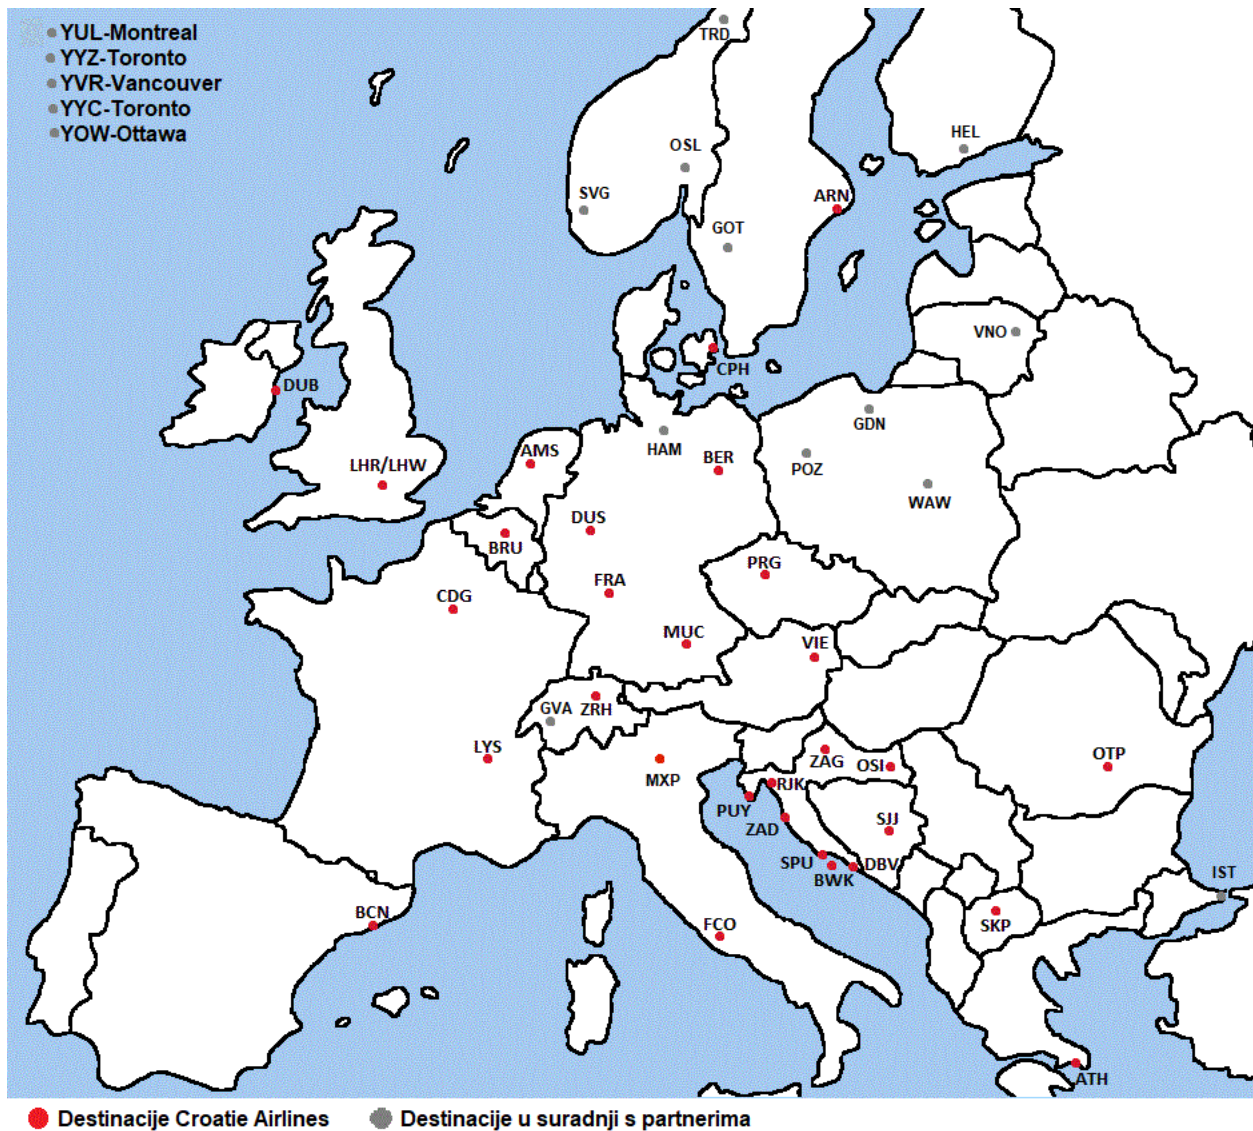 YUL-Montreal
YYZ-Toronto
YVR-Vancouver
YYC-Toronto
YOW-Ottawa
TRD
HEL
OSL
SVG
ARN
GOT
VNO
CPH
DUB
GDN
HAM
AMS
BER
POZ
LHR/LHW
WAW
DUS
BRU
PRG
FRA
CDG
MUC
VIE
GVA
ZRH
LYS
ZAG
OSI
OTP
MXP
RJK
PUY
ZAD
SJJ
SPU
BWK
DBV
IST
BCN
FCO
SKP
ATH
Destinacije Croatie Airlines
Destinacije u suradnji s partnerima